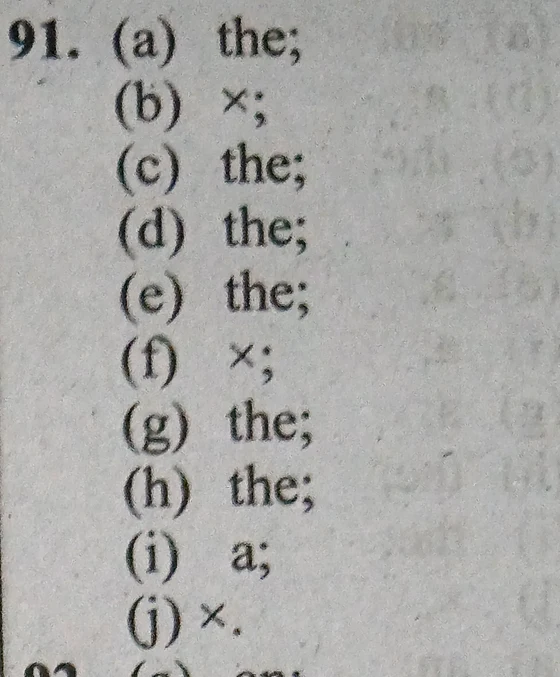 91. (a) the;
(b) ×;
(c) the;
(d) the;
(e) the;
(f) ×;
(g) the;
(h) the;
(i) a;
(j) ×.